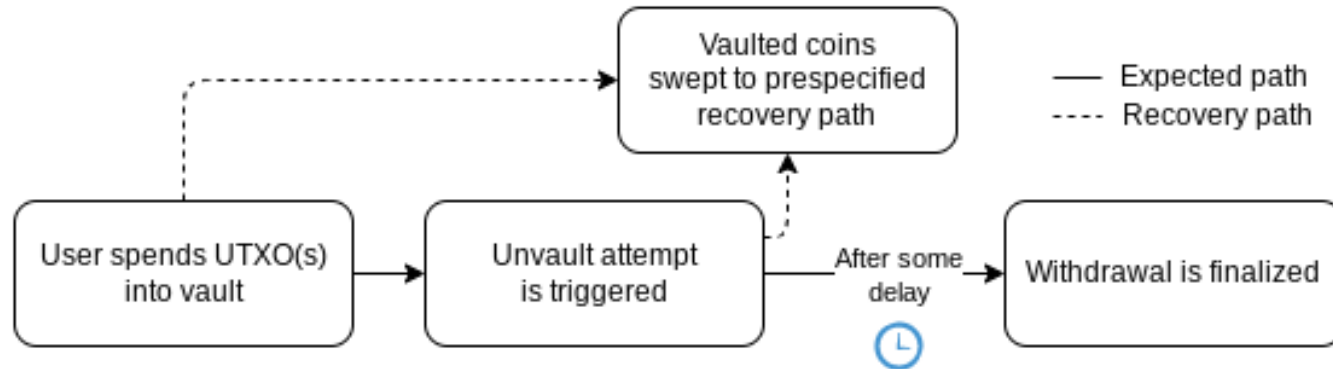 Vaulted coins
swept to prespecified
recovery path
Expected path
Recovery path
User spends UTXO(s)
into vault
Unvault attempt
is triggered
After some
delay
Withdrawal is finalized